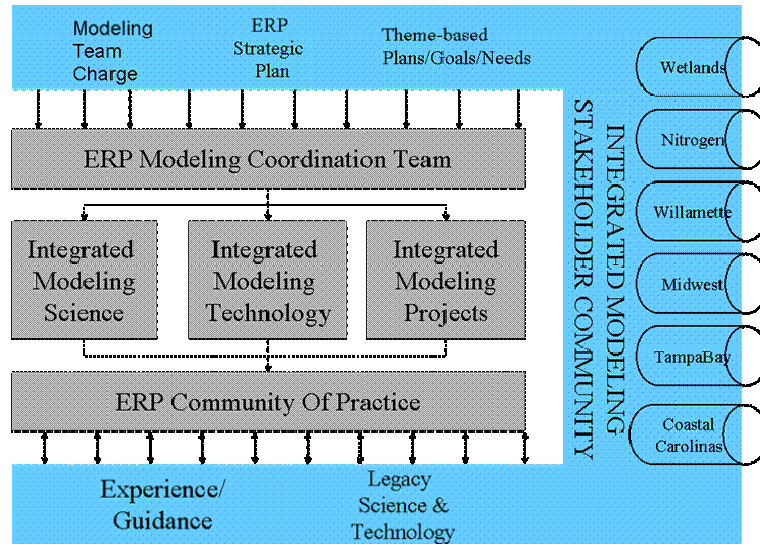 Modeling
Team
Charge
ERP
Strategic
Plan
Theme-based
Plans/Goals/Needs
ERP Modeling Coordination Team
Integrated
Modeling
Science
Integrated
Modeling
Technology
Integrated
Modeling
Projects
ERP Community Of Practice
Experience/
Guidance
Legacy
Science &
Technology
INTEGRATED MODELING
STAKEHOLDER COMMUNITY
Wetlands
Nitrogen
Willamette
Midwest
TampaBay
Coastal
Carolinas